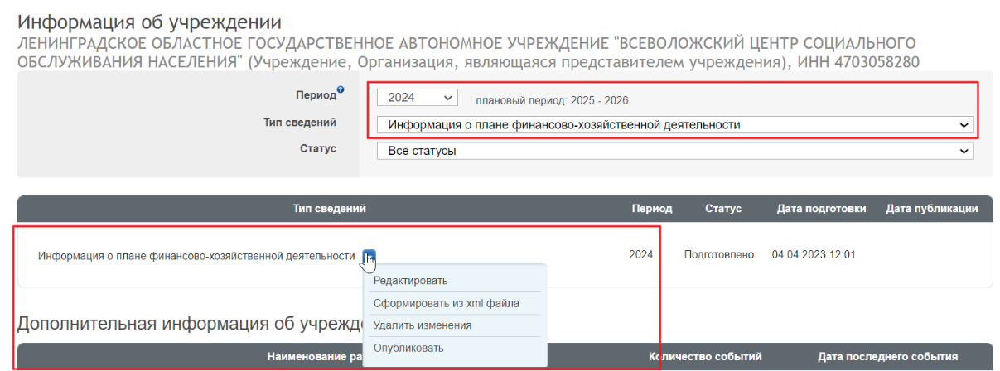 Информация об учреждении
ЛЕНИНГРАДСКОЕ ОБЛАСТНОЕ ГОСУДАРСТВЕННОЕ АВТОНОМНОЕ УЧРЕЖДЕНИЕ "ВСЕВОЛОЖСКИЙ ЦЕНТР СОЦИАЛЬНОГО
ОБСЛУЖИВАНИЯ НАСЕЛЕНИЯ" (Учреждение, Организация, являющаяся представителем учреждения), ИНН 4703058280
Период ? 2024 плановый период: 2025 - 2026
Тип сведений Информация о плане финансово-хозяйственной деятельности
Статус Все статусы
Тип сведений Период Статус Дата подготовки Дата публикации
Информация о плане финансово-хозяйственной деятельности 2024 Подготовлено 04.04.2023 12:01
Редактировать
Сформировать из xml файла
Удалить изменения
Опубликовать
Дополнительная информация об учрежд
Наименование ра Количество событий Дата последнего события